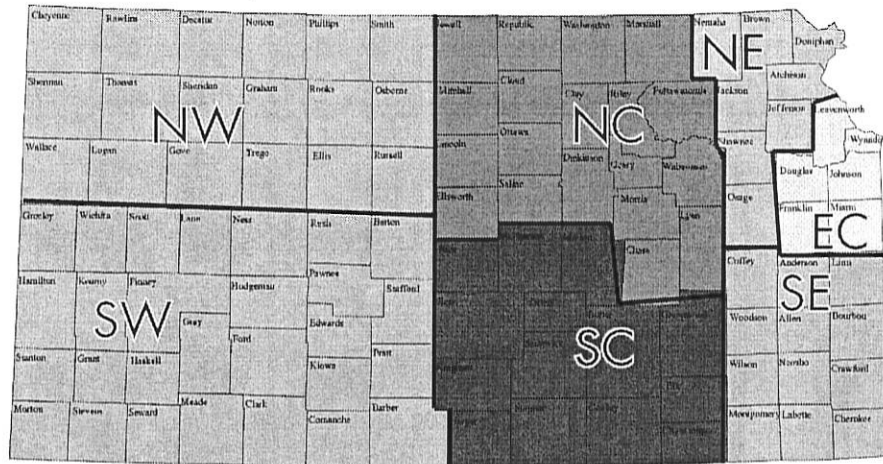 Cheyenne Rawlins Decatur Norton Phillips Smith Republic Washington Marshall Nemaha Brown
Doniphan
NE
Atchison
Sherman Thomas Sheridan Graham Rooks Osborne Mitchell Cloud Clay Riley Pottawatomie Jackson
Jefferson Leavenworth
NW
NC
Ottawa
Shawnee
Wallace Logan Gove Trego Ellis Russell Lincoln Dickinson Geary Wabaunsee
Douglas Johnson
Ellsworth Saline Morris
Osage
Franklin Miami
EC
Greeley Wichita Scott Lane Ness Rush Barton
Lyon
Chase
Coffey Anderson Linn
Hamilton Kearny Finney Hodgeman Pawnee Stafford
SE
SW
Gray Ford Edwards
Woodson Allen Bourbon
SC
Stanton Grant Haskell Kiowa Pratt
Wilson Neosho Crawford
Morton Stevens Seward Meade Clark Comanche Barber
Montgomery Labette Cherokee